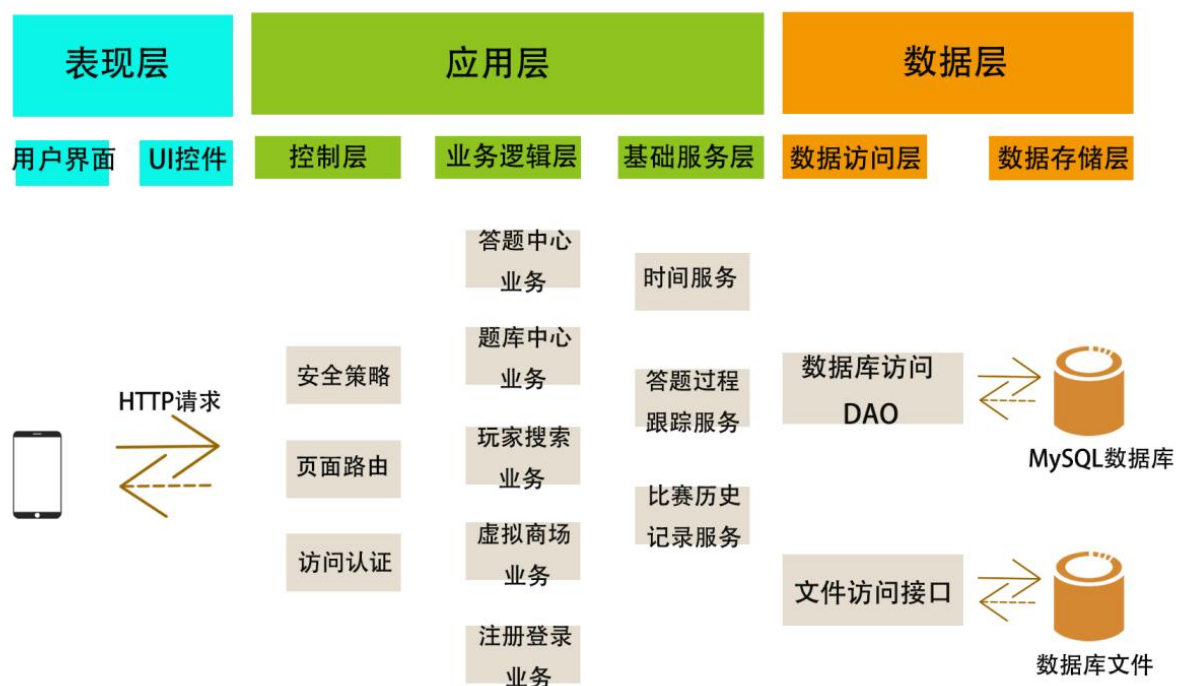 表现层
应用层
数据层
用户界面
UI控件
控制层
业务逻辑层
基础服务层
数据访问层
数据存储层
HTTP请求
安全策略
页面路由
访问认证
答题中心
业务
题库中心
业务
玩家搜索
业务
虚拟商场
业务
注册登录
业务
时间服务
答题过程
跟踪服务
比赛历史
记录服务
数据库访问
DAO
文件访问接口
MySQL数据库
数据库文件